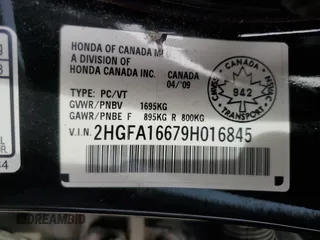 HONDA OF CANADA M
A DIVISION OF
HONDA CANADA INC. CANADA
04/'09
TYPE: PC/VT
GVWR/PNBV 1695KG
GAWR/PNBE F 895KG R 800KG
V.I.N. 2HGFA16679H016845
CANADA
942
TRANSPORT
DREAMBID